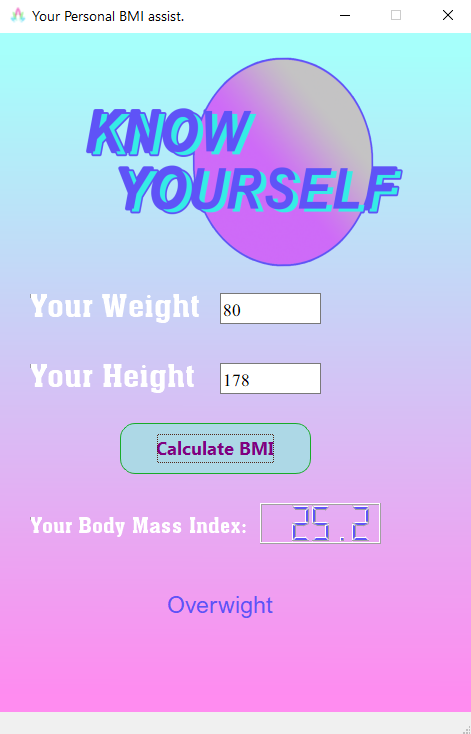 Your Personal BMI assist.
KNOW
YOURSELF
Your Weight 80
Your Height 178
Calculate BMI
Your Body Mass Index: 25.2
Overwight